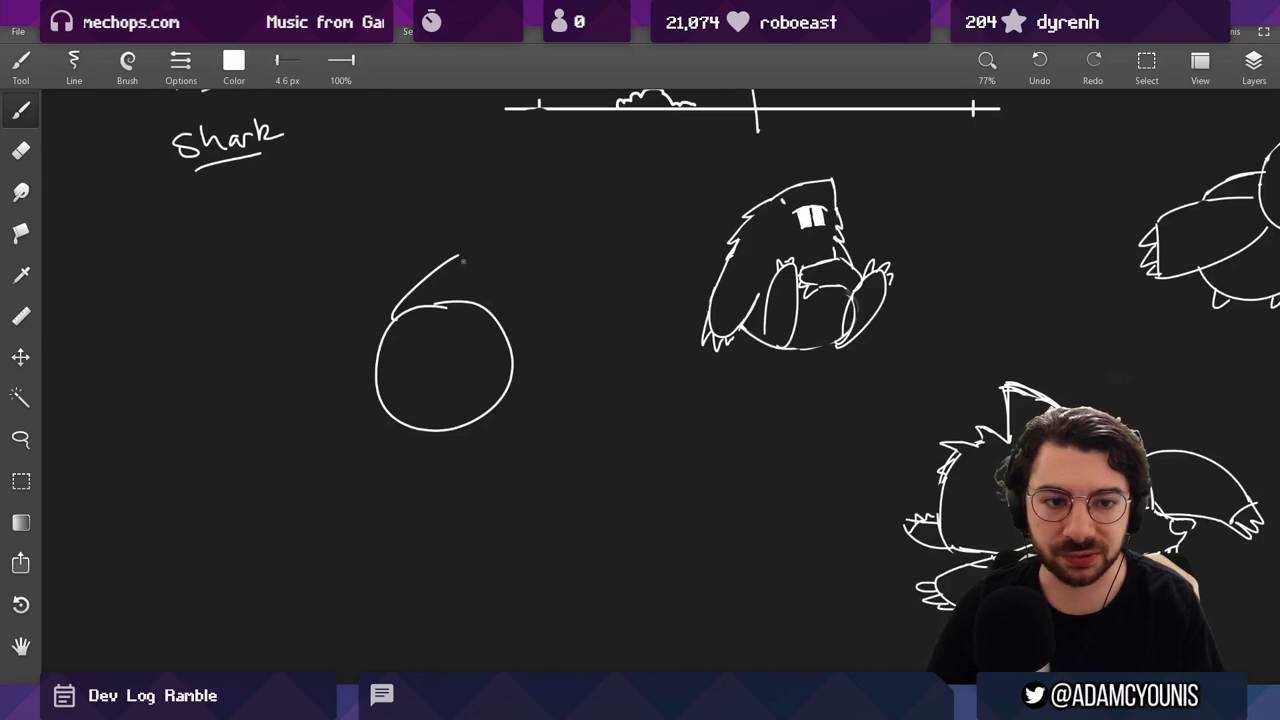 mechops.com Music from Ga
0
21,074 roboeast
204 dyrenh
File
Tool
Line
Brush
Options
Color
4.6 px
100%
77%
Undo
Redo
Select
View
Layers
Shark
Dev Log Ramble
@ADAMCYOUNIS